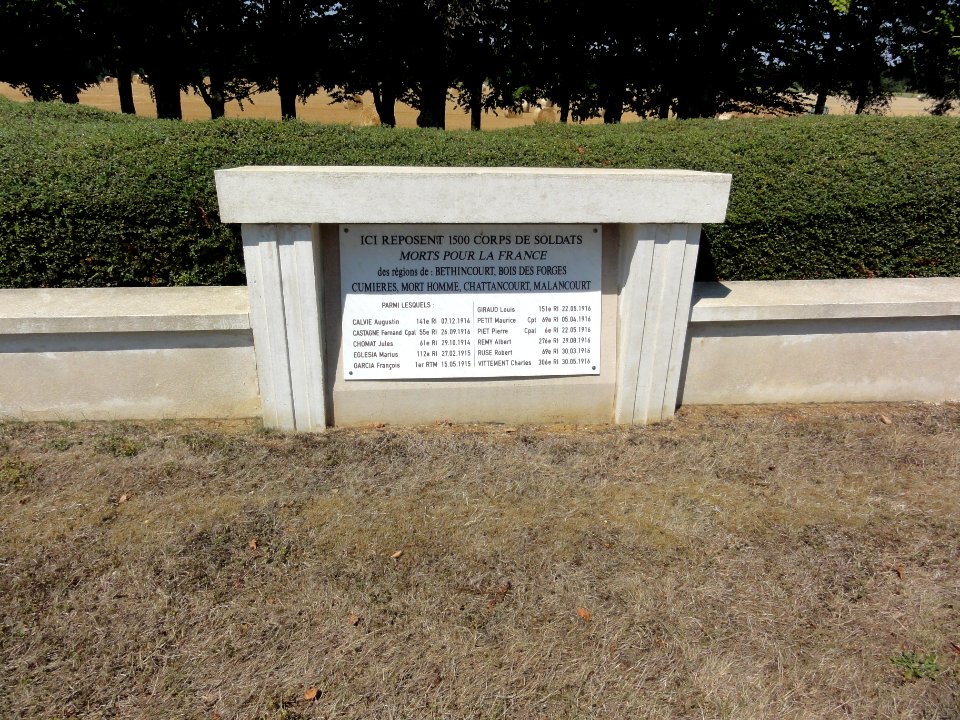 ICI REPOSENT 1500 CORPS DE SOLDATS
MORTS POUR LA FRANCE
des régions de : BETHINCOURT, BOIS DES FORGES
CUMIERES, MORT HOMME, CHATTANCOURT, MALANCOURT
PARMI LESQUELS :
CALVIE Augustin 141e RI 07.12.1916
CASTAGNE Fernand Cpal 55e RI 26.09.1916
CHOMAT Jules 61e RI 29.10.1914
EGLESIA Marius 112e RI 27.02.1915
GARCIA François 1er RTM 15.05.1915
GIRAUD Louis 151e RI 22.05.1916
PETIT Maurice Cpt 69e RI 05.04.1916
PIET Pierre Cpal 6e RI 22.05.1916
REMY Albert 276e RI 29.08.1916
RUSE Robert 69e RI 30.03.1916
VITTEMENT Charles 306e RI 30.05.1916